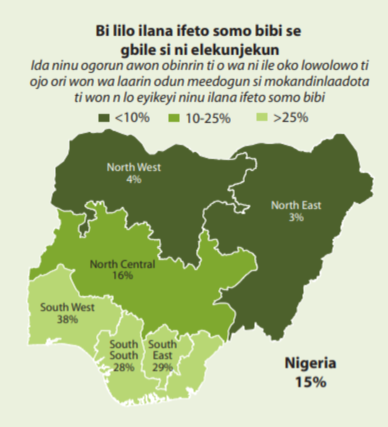 Bi lilo ilana ifeto somo bibi se
gbile si ni elekunjekun
Ida ninu ogorun awon obinrin ti o wa ni ile oko lowolowo ti
ojo ori won wa laarin odun meedogun si mokandinlaadota
ti won n lo eyikeyi ninu ilana ifeto somo bibi
<10% 10-25% >25%
North West
4%
North East
3%
North Central
16%
South West
38%
South
South
28%
South
East
29%
Nigeria
15%